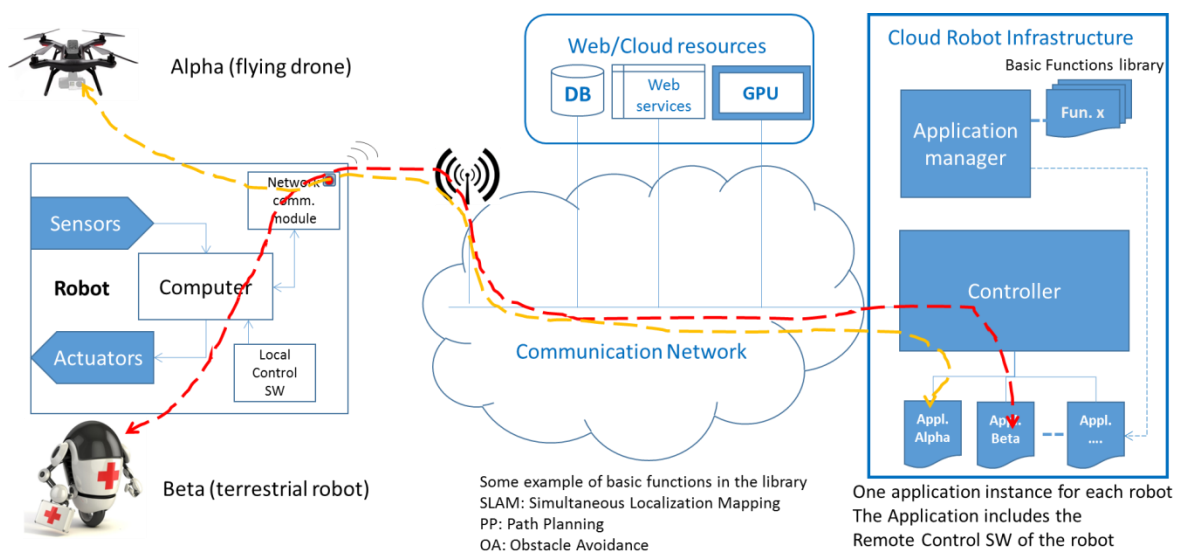 Alpha (flying drone)
Network
comm.
module
Sensors
Robot
Computer
Actuators
Local
Control
SW
Beta (terrestrial robot)
Web/Cloud resources
DB
Web
services
GPU
Communication Network
Some example of basic functions in the library
SLAM: Simultaneous Localization Mapping
PP: Path Planning
OA: Obstacle Avoidance
Cloud Robot Infrastructure
Basic Functions library
Fun. x
Application
manager
Controller
Appl.
Alpha
Appl.
Beta
Appl.
....
One application instance for each robot
The Application includes the
Remote Control SW of the robot